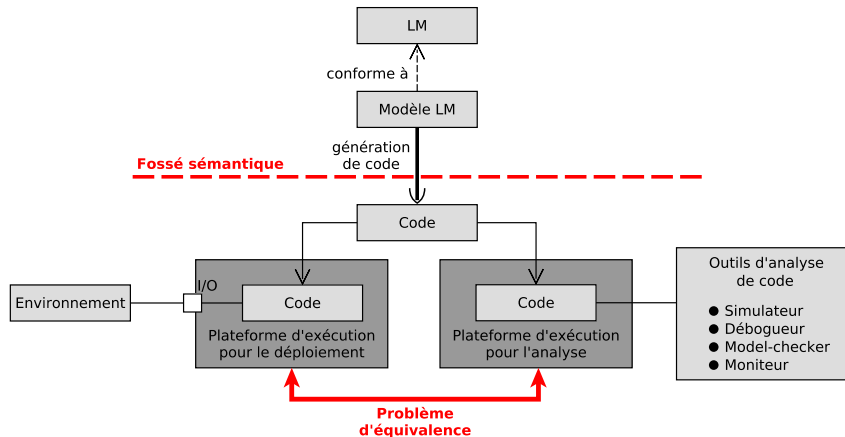 LM
conforme à
Modèle LM
génération
de code
Fossé sémantique
Code
I/O
Environnement
Code
Plateforme d'exécution
pour le déploiement
Code
Plateforme d'exécution
pour l'analyse
Outils d'analyse
de code
● Simulateur
● Débogueur
● Model-checker
● Moniteur
Problème
d'équivalence